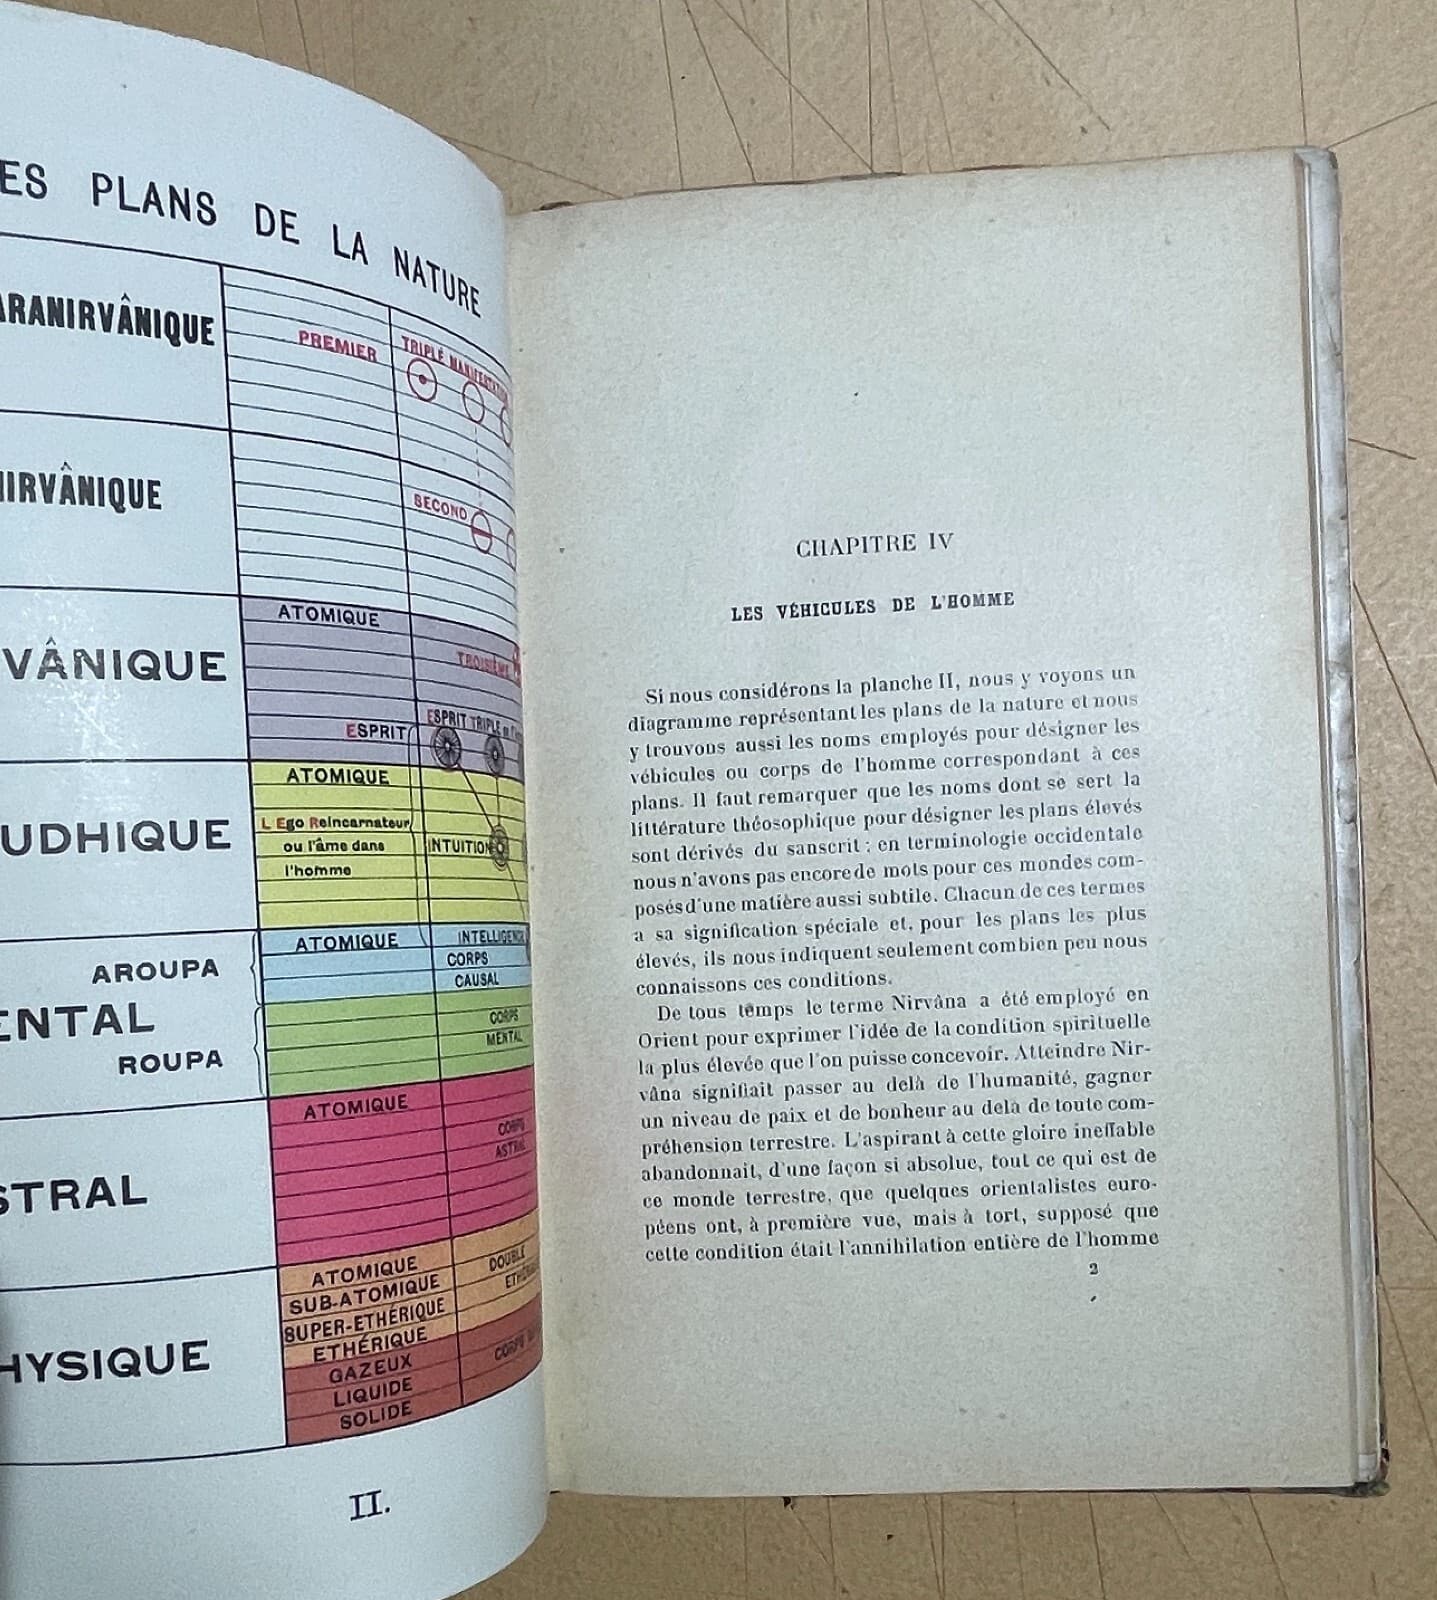 PLANS DE LA NATURE
PREMIER
TRIPLE
NIRVÂNIQUE
SECOND
ATOMIQUE
TROISIÈME
ESPRIT
ESPRIT TRIPLE
ATOMIQUE
L Ego Reincarnateur
ou l'âme dans
l'homme
INTUITION
AROUPA
ATOMIQUE
CORPS
CAUSAL
ROUPA
CORPS
MENTAL
ATOMIQUE
CORPS
ASTRAL
ATOMIQUE
SUB-ATOMIQUE
SUPER-ETHÉRIQUE
ETHÉRIQUE
GAZEUX
LIQUIDE
SOLIDE
DOUBLE
CORPS
II.
CHAPITRE IV
LES VÉHICULES DE L'HOMME
Si nous considérons la planche II, nous y voyons un
diagramme représentant les plans de la nature et nous
y trouvons aussi les noms employés pour désigner les
véhicules ou corps de l'homme correspondant à ces
plans. Il faut remarquer que les noms dont se sert la
littérature théosophique pour désigner les plans élevés
sont dérivés du sanscrit : en terminologie occidentale
nous n'avons pas encore de mots pour ces mondes com-
posés d'une matière aussi subtile. Chacun de ces termes
a sa signification spéciale et, pour les plans les plus
élevés, ils nous indiquent seulement combien peu nous
connaissons ces conditions.
De tous temps le terme Nirvâna a été employé en
Orient pour exprimer l'idée de la condition spirituelle
la plus élevée que l'on puisse concevoir. Atteindre Nir-
vâna signifiait passer au delà de l'humanité, gagner
un niveau de paix et de bonheur au delà de toute com-
préhension terrestre. L'aspirant à cette gloire ineffable
abandonnait, d'une façon si absolue, tout ce qui est de
ce monde terrestre, que quelques orientalistes euro-
péens ont, à première vue, mais à tort, supposé que
cette condition était l'annihilation entière de l'homme
2